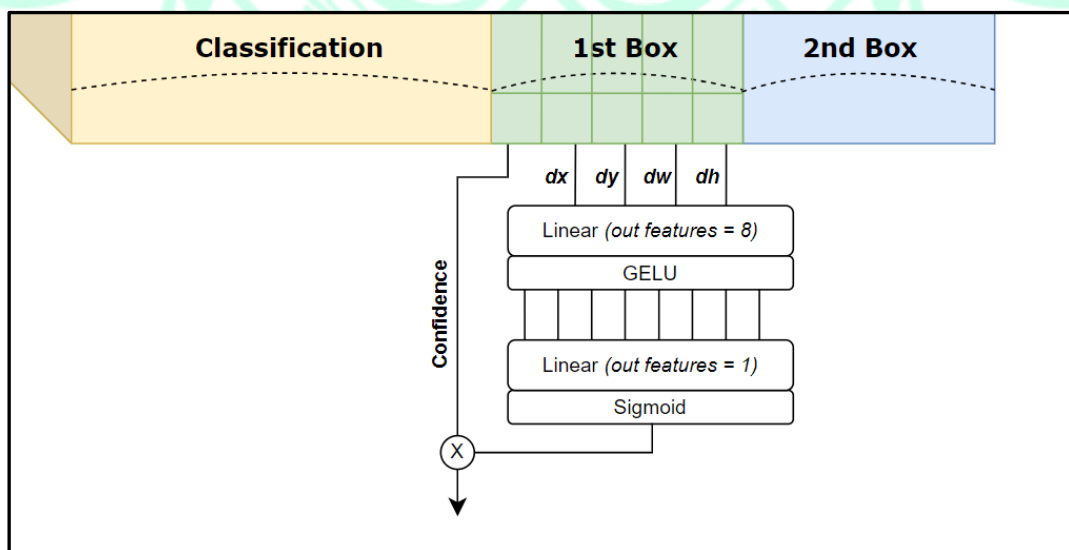 Classification 1st Box 2nd Box
dx dy dw dh
Linear (out features = 8)
GELU
Confidence
Linear (out features = 1)
Sigmoid
X